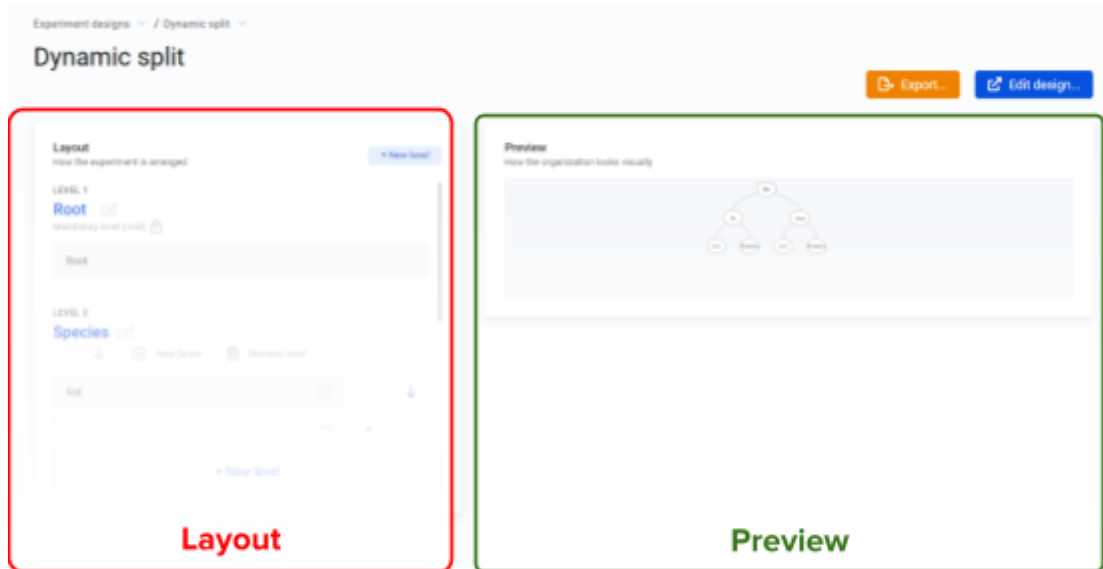 Experiment designs / Dynamic split
Dynamic split
Export...
Edit design...
Layout
How the experiment is arranged
+ New level
LEVEL 1
Root
Mandatory level (root)
Root
LEVEL 2
Species
New factor
Remove level
Rat
+ New level
Layout
Preview
How the organization looks visually
Preview